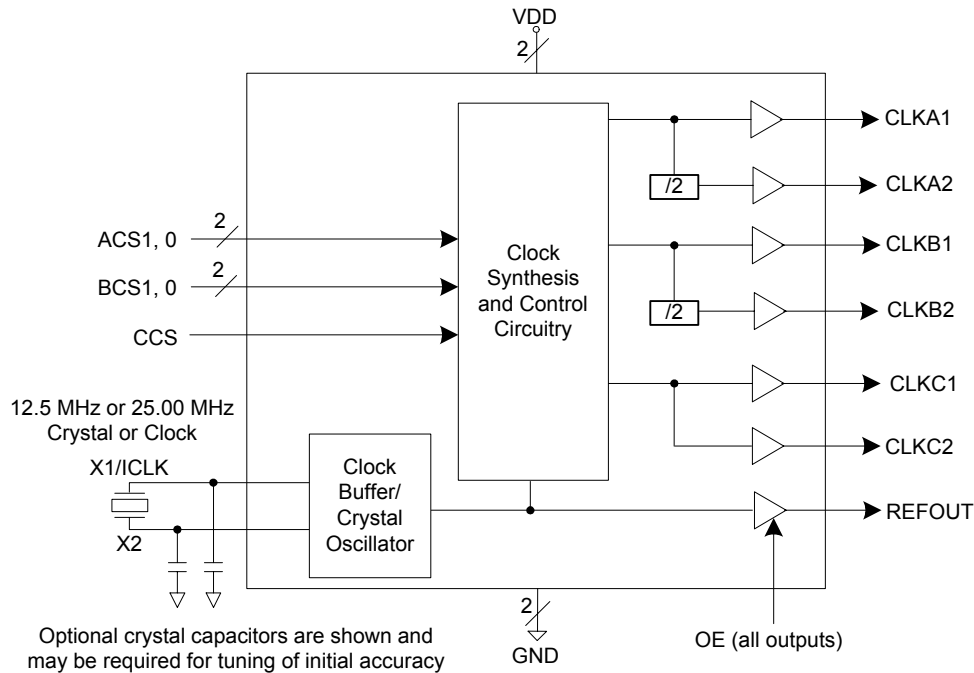 VDD
2
CLKA1
/2
CLKA2
ACS1, 0
2
BCS1, 0
2
CCS
Clock
Synthesis
and Control
Circuitry
CLKB1
/2
CLKB2
CLKC1
CLKC2
12.5 MHz or 25.00 MHz
Crystal or Clock
X1/ICLK
X2
Clock
Buffer/
Crystal
Oscillator
REFOUT
2
GND
OE (all outputs)
Optional crystal capacitors are shown and
may be required for tuning of initial accuracy